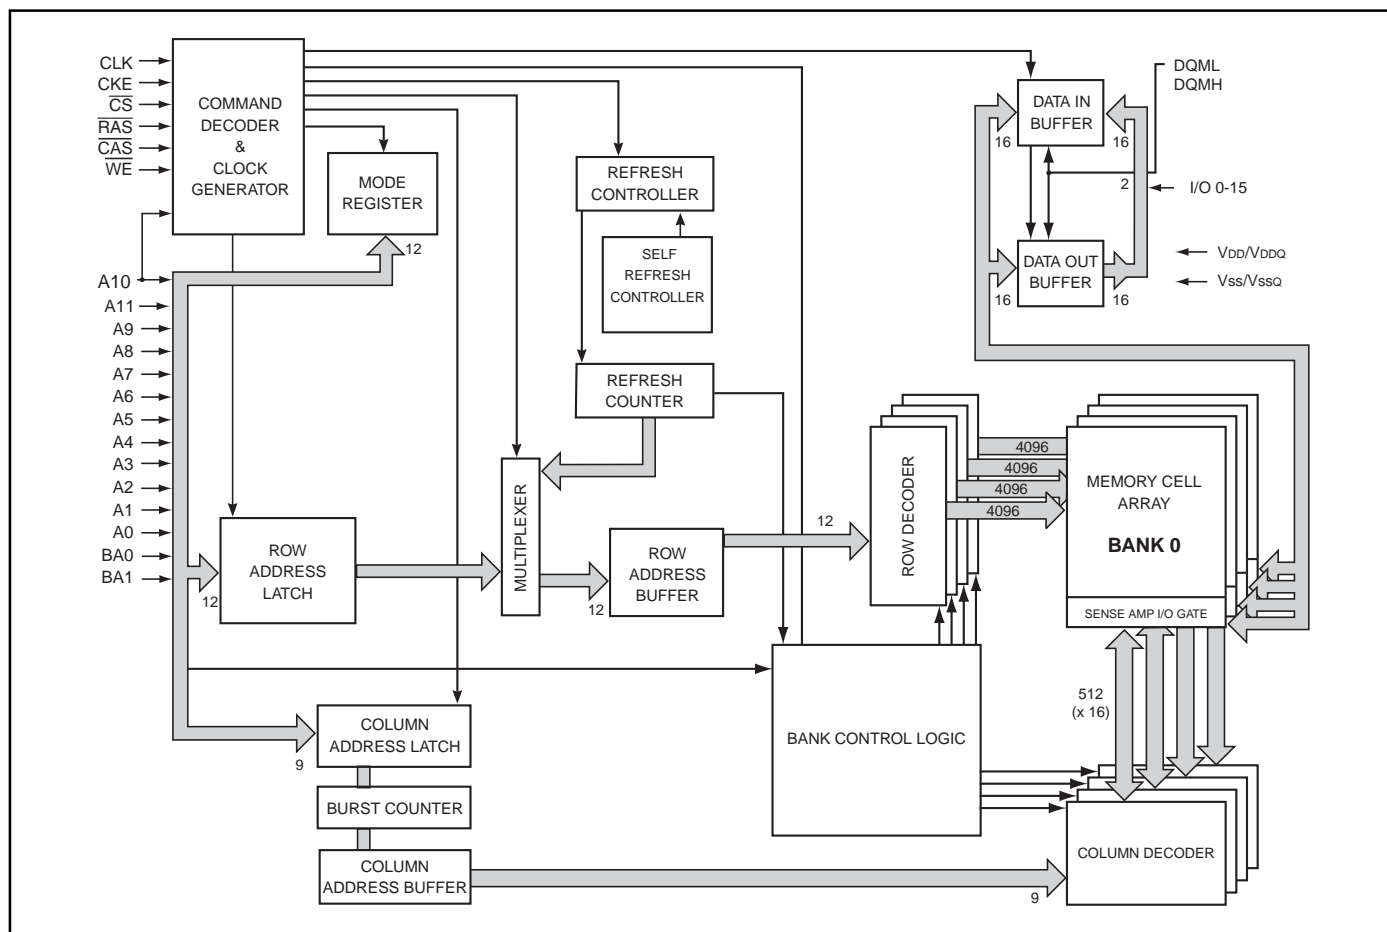 CLK
CKE
CS
RAS
CAS
WE
A10
A11
A9
A8
A7
A6
A5
A4
A3
A2
A1
A0
BA0
BA1
COMMAND
DECODER
&
CLOCK
GENERATOR
MODE
REGISTER
12
REFRESH
CONTROLLER
SELF
REFRESH
CONTROLLER
REFRESH
COUNTER
DATA IN
BUFFER
16
16
DQML
DQMH
2
I/O 0-15
DATA OUT
BUFFER
16
16
VDD/VDDQ
Vss/VssQ
12
ROW
ADDRESS
LATCH
MULTIPLEXER
12
ROW
ADDRESS
BUFFER
12
ROW DECODER
4096
4096
4096
4096
MEMORY CELL
ARRAY
BANK 0
SENSE AMP I/O GATE
512
(x 16)
BANK CONTROL LOGIC
9
COLUMN
ADDRESS LATCH
BURST COUNTER
COLUMN
ADDRESS BUFFER
9
COLUMN DECODER